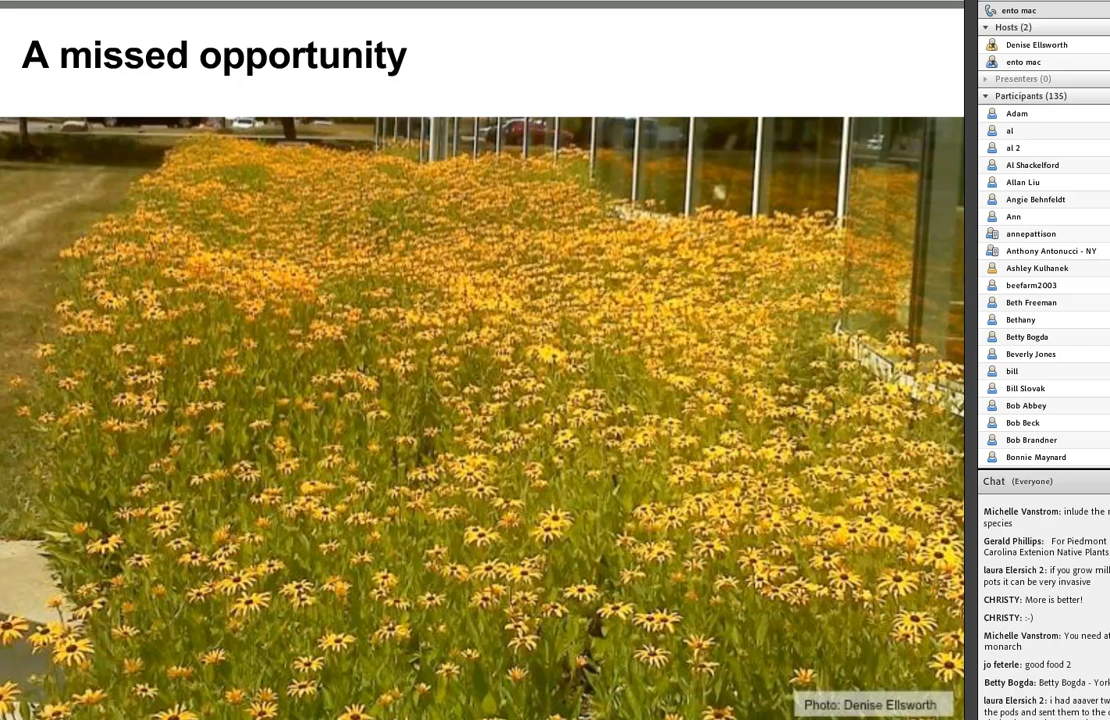 A missed opportunity
Photo: Denise Ellsworth
ento mac
Hosts (2)
Denise Ellsworth
ento mac
Presenters (0)
Participants (135)
Adam
al
al 2
Al Shackelford
Allan Liu
Angie Behnfeldt
Ann
annepattison
Anthony Antonucci - NY
Ashley Kulhanek
beefarm2003
Beth Freeman
Bethany
Betty Bogda
Beverly Jones
bill
Bill Slovak
Bob Abbey
Bob Beck
Bob Brandner
Bonnie Maynard
Chat (Everyone)
Michelle Vanstrom: inlude the
species
Gerald Phillips: For Piedmont
Carolina Extenion Native Plants
laura Elersich 2: if you grow
pots it can be very invasive
CHRISTY: More is better!
CHRISTY: :-)
Michelle Vanstrom: You need
monarch
jo feterle: good food 2
Betty Bogda: Betty Bogda -
laura Elersich 2: i had aaaver
the pods and sent them to the